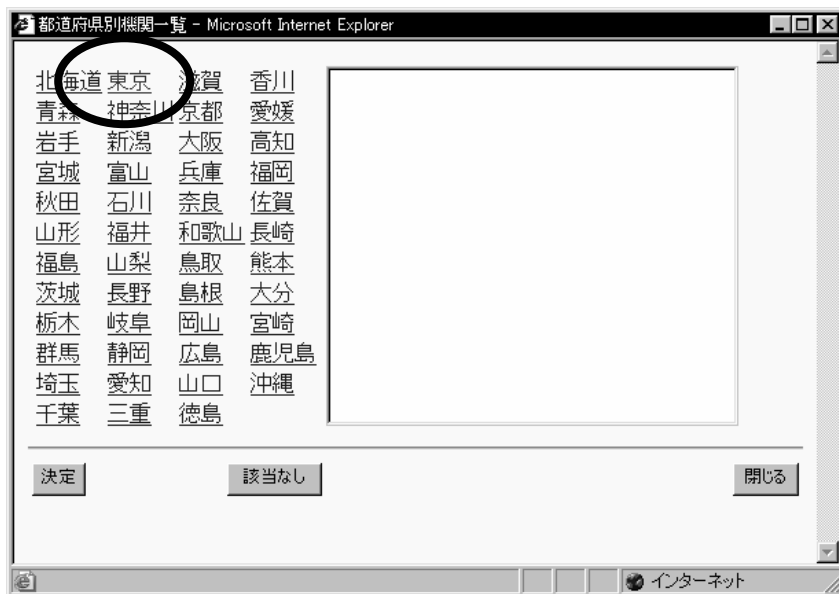 都道府県別機関一覧 - Microsoft Internet Explorer
北海道 東京 滋賀 香川
青森 神奈川 京都 愛媛
岩手 新潟 大阪 高知
宮城 富山 兵庫 福岡
秋田 石川 奈良 佐賀
山形 福井 和歌山 長崎
福島 山梨 鳥取 熊本
茨城 長野 島根 大分
栃木 岐阜 岡山 宮崎
群馬 静岡 広島 鹿児島
埼玉 愛知 山口 沖縄
千葉 三重 徳島
決定 該当なし 閉じる
インターネット